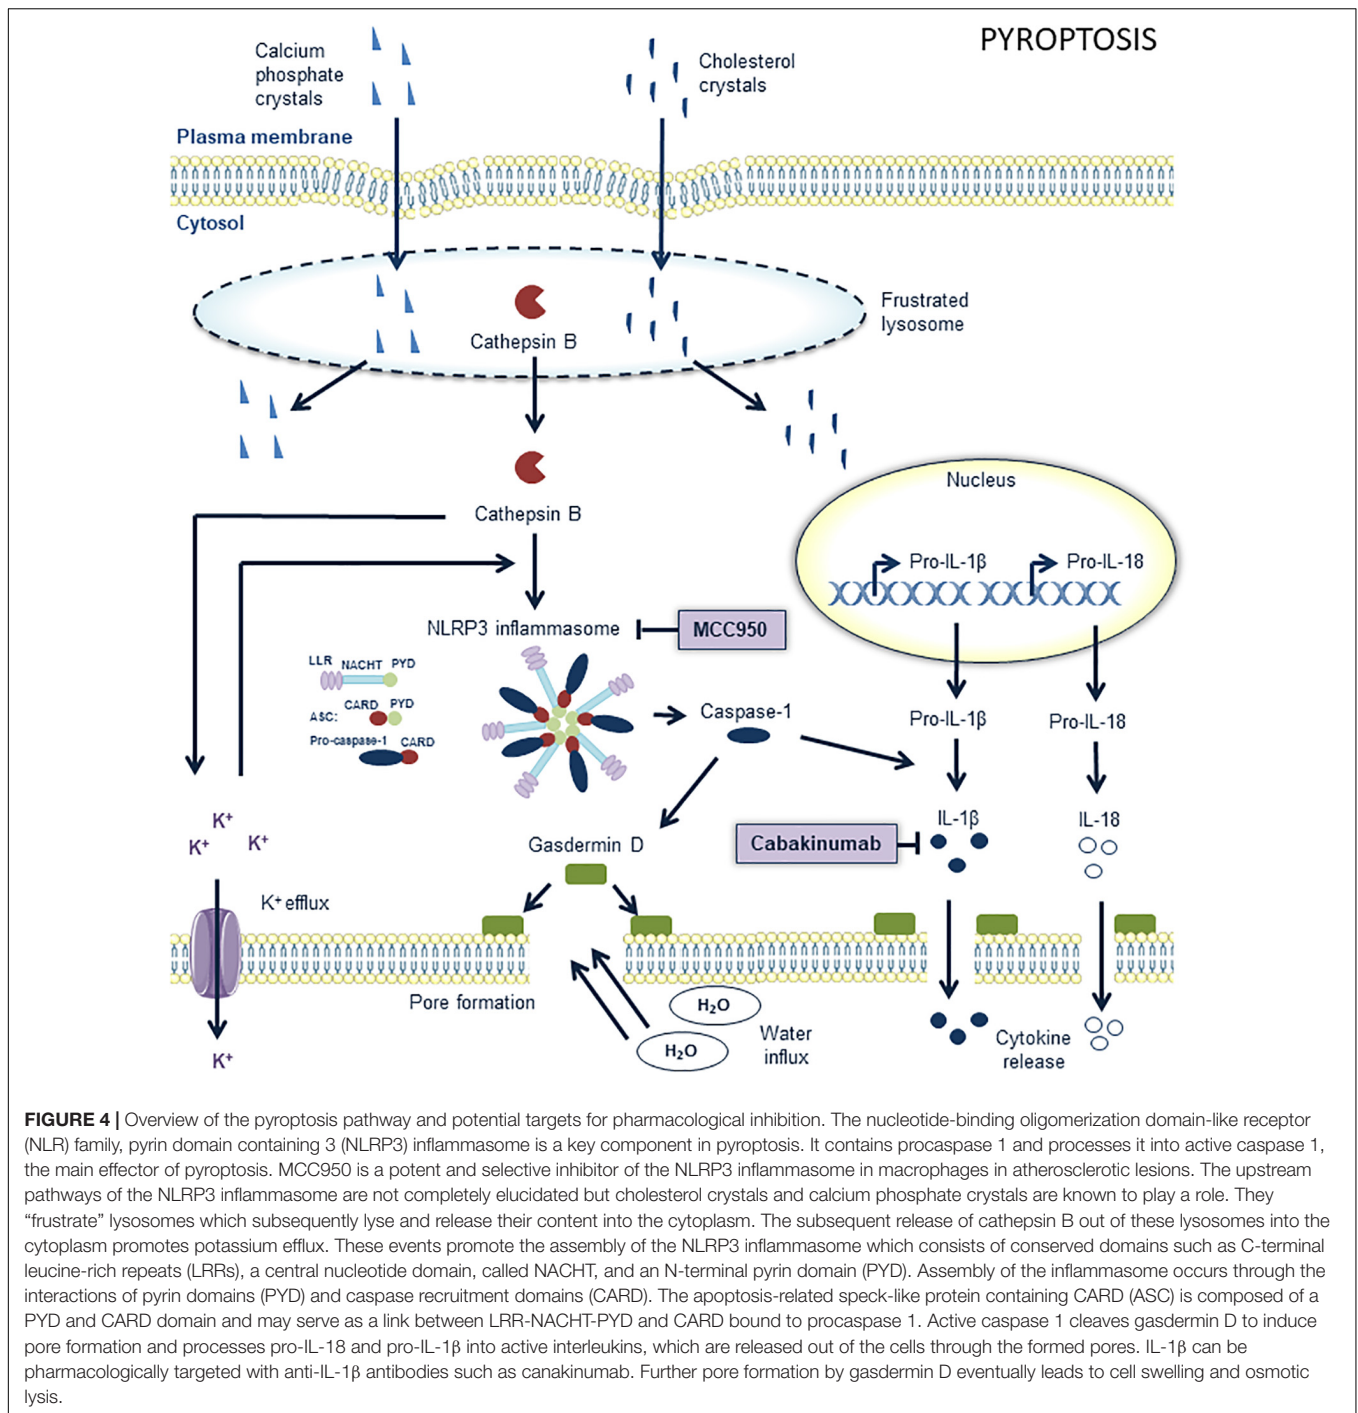 PYROPTOSIS
Calcium
phosphate
crystals
Cholesterol
crystals
Plasma membrane
Cytosol
Cathepsin B
Frustrated
lysosome
Nucleus
Cathepsin B
Pro-IL-1β
Pro-IL-18
NLRP3 inflammasome
MCC950
LLR NACHT PYD
CARD PYD
ASC:
Pro-caspase-1 CARD
Caspase-1
Pro-IL-1β
Pro-IL-18
K+
K+
K+
Gasdermin D
Cabakinumab
IL-1β
IL-18
K+ efflux
Pore formation
H2O
H2O
Water
influx
Cytokine
release
K+
FIGURE 4 | Overview of the pyroptosis pathway and potential targets for pharmacological inhibition. The nucleotide-binding oligomerization domain-like receptor
(NLR) family, pyrin domain containing 3 (NLRP3) inflammasome is a key component in pyroptosis. It contains procaspase 1 and processes it into active caspase 1,
the main effector of pyroptosis. MCC950 is a potent and selective inhibitor of the NLRP3 inflammasome in macrophages in atherosclerotic lesions. The upstream
pathways of the NLRP3 inflammasome are not completely elucidated but cholesterol crystals and calcium phosphate crystals are known to play a role. They
“frustrate” lysosomes which subsequently lyse and release their content into the cytoplasm. The subsequent release of cathepsin B out of these lysosomes into the
cytoplasm promotes potassium efflux. These events promote the assembly of the NLRP3 inflammasome which consists of conserved domains such as C-terminal
leucine-rich repeats (LRRs), a central nucleotide domain, called NACHT, and an N-terminal pyrin domain (PYD). Assembly of the inflammasome occurs through the
interactions of pyrin domains (PYD) and caspase recruitment domains (CARD). The apoptosis-related speck-like protein containing CARD (ASC) is composed of a
PYD and CARD domain and may serve as a link between LRR-NACHT-PYD and CARD bound to procaspase 1. Active caspase 1 cleaves gasdermin D to induce
pore formation and processes pro-IL-18 and pro-IL-1β into active interleukins, which are released out of the cells through the formed pores. IL-1β can be
pharmacologically targeted with anti-IL-1β antibodies such as canakinumab. Further pore formation by gasdermin D eventually leads to cell swelling and osmotic
lysis.